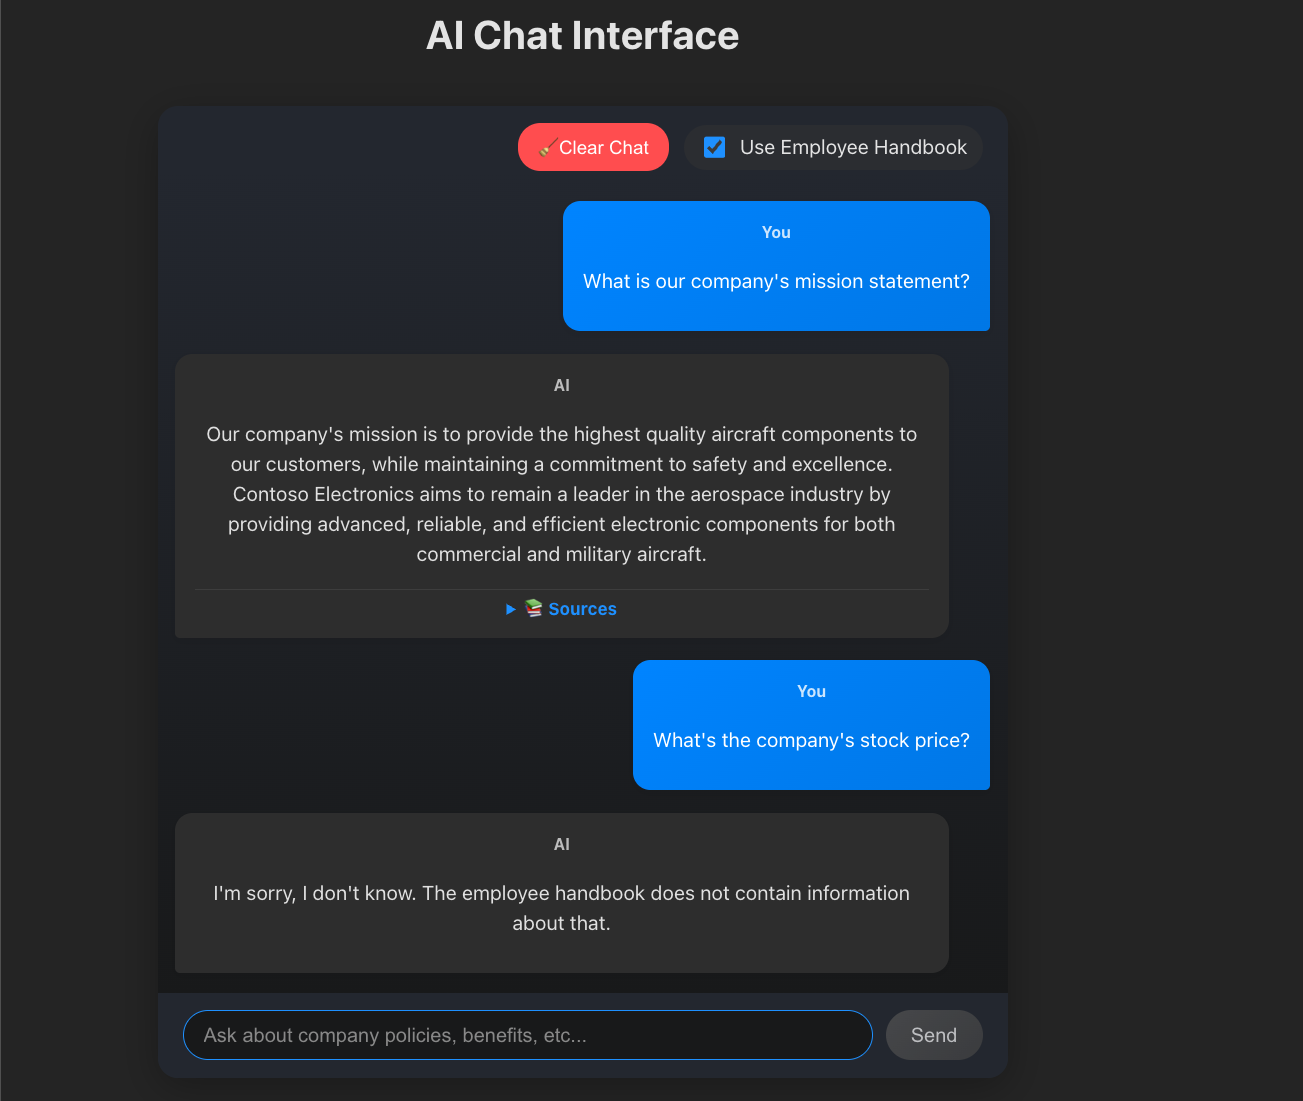 AI Chat Interface
🧹Clear Chat
Use Employee Handbook
You
What is our company's mission statement?
AI
Our company's mission is to provide the highest quality aircraft components to
our customers, while maintaining a commitment to safety and excellence.
Contoso Electronics aims to remain a leader in the aerospace industry by
providing advanced, reliable, and efficient electronic components for both
commercial and military aircraft.
▶ 📚 Sources
You
What's the company's stock price?
AI
I'm sorry, I don't know. The employee handbook does not contain information
about that.
Ask about company policies, benefits, etc...
Send